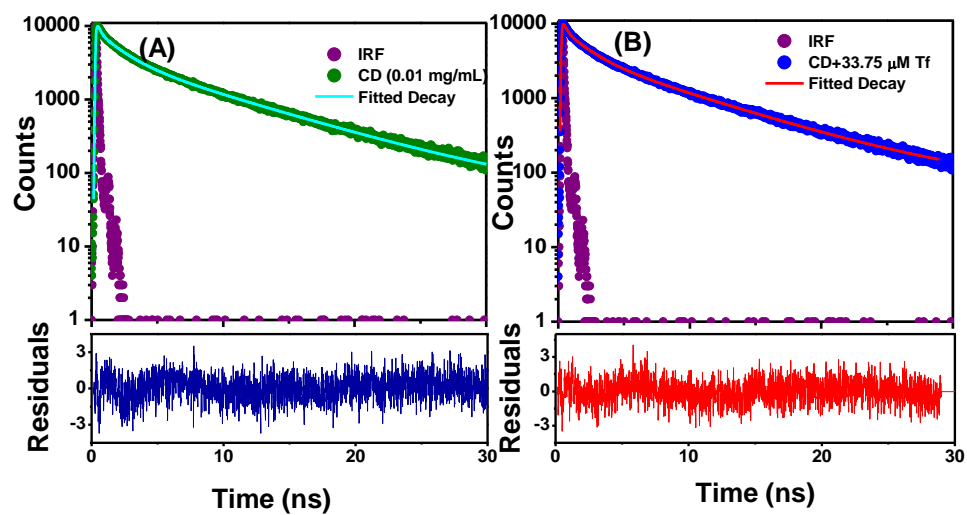 (A)
IRF
CD (0.01 mg/mL)
Fitted Decay
10000
1000
100
10
1
Counts
Residuals
3
0
-3
0 10 20 30
Time (ns)
(B)
IRF
CD+33.75 μM Tf
Fitted Decay
10000
1000
100
10
1
Counts
Residuals
3
0
-3
0 10 20 30
Time (ns)